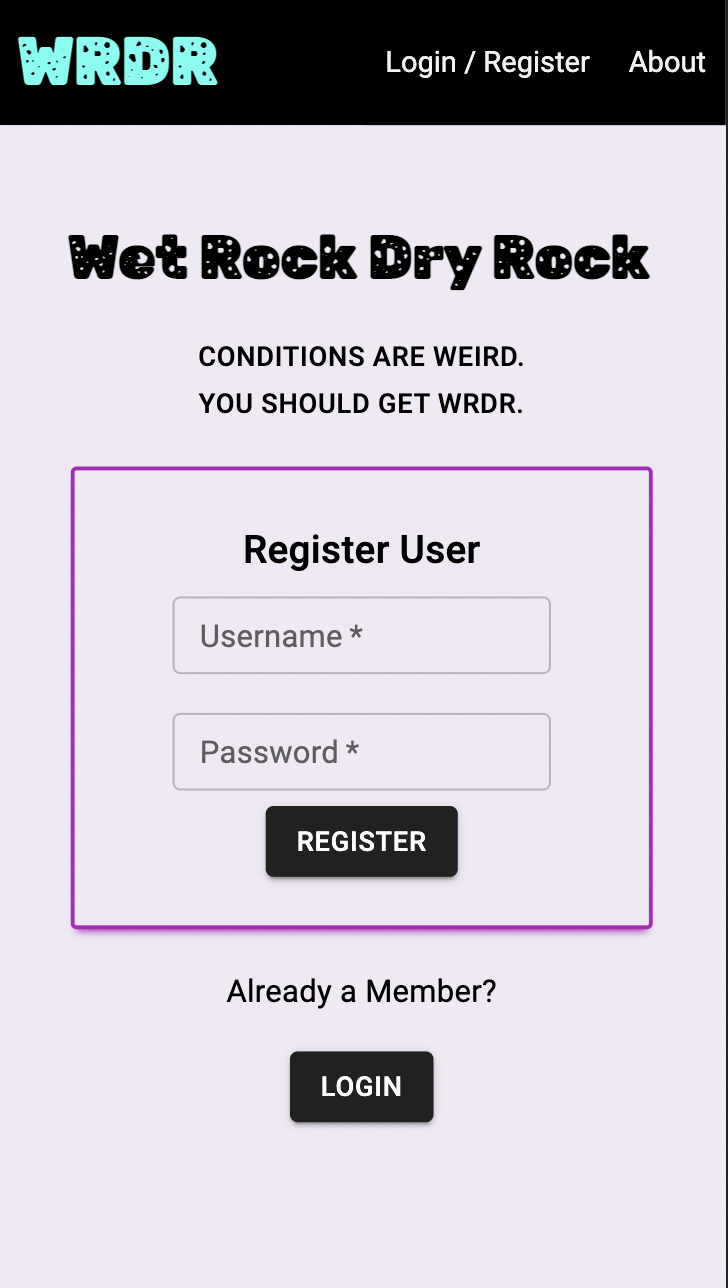 WRDR
Login / Register About
Wet Rock Dry Rock
CONDITIONS ARE WEIRD.
YOU SHOULD GET WRDR.
Register User
Username *
Password *
REGISTER
Already a Member?
LOGIN